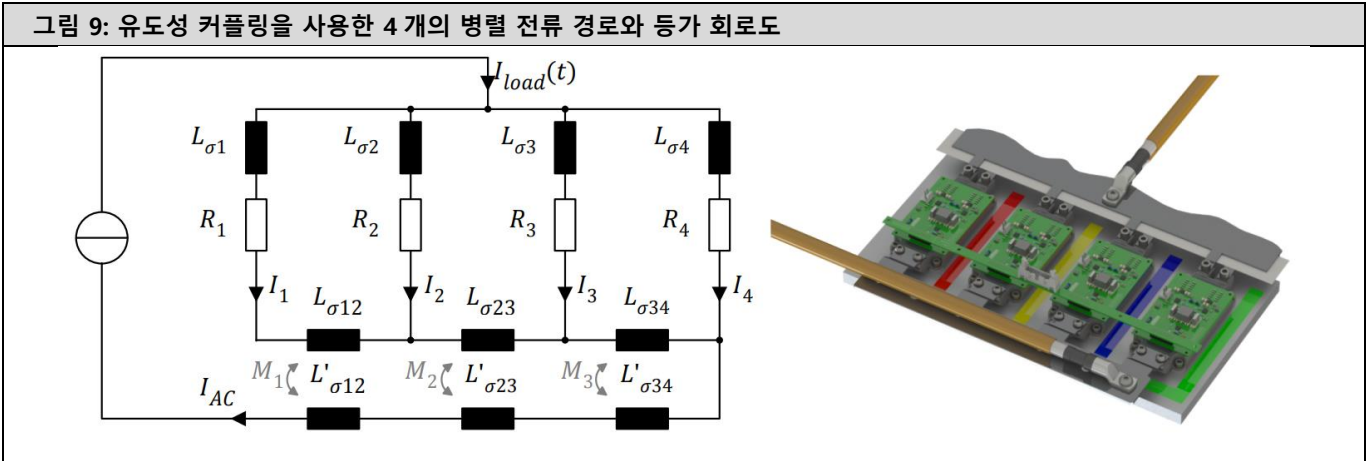 그림 9: 유도성 커플링을 사용한 4 개의 병렬 전류 경로와 등가 회로도
I_load(t)
L_σ1 L_σ2 L_σ3 L_σ4
R_1 R_2 R_3 R_4
I_1 I_2 I_3 I_4
L_σ12 L_σ23 L_σ34
M_1 L'_σ12 M_2 L'_σ23 M_3 L'_σ34
I_AC